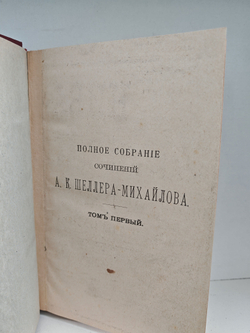 ПОЛНОЕ СОБРАНІЕ
СОЧИНЕНІЙ
А. К. ШЕЛЛЕРА-МИХАЙЛОВА.
ТОМЪ ПЕРВЫЙ.